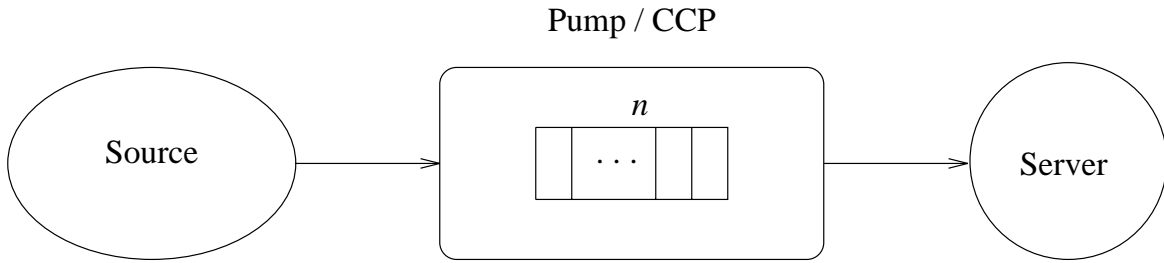 Pump / CCP
n
Source
. . .
Server